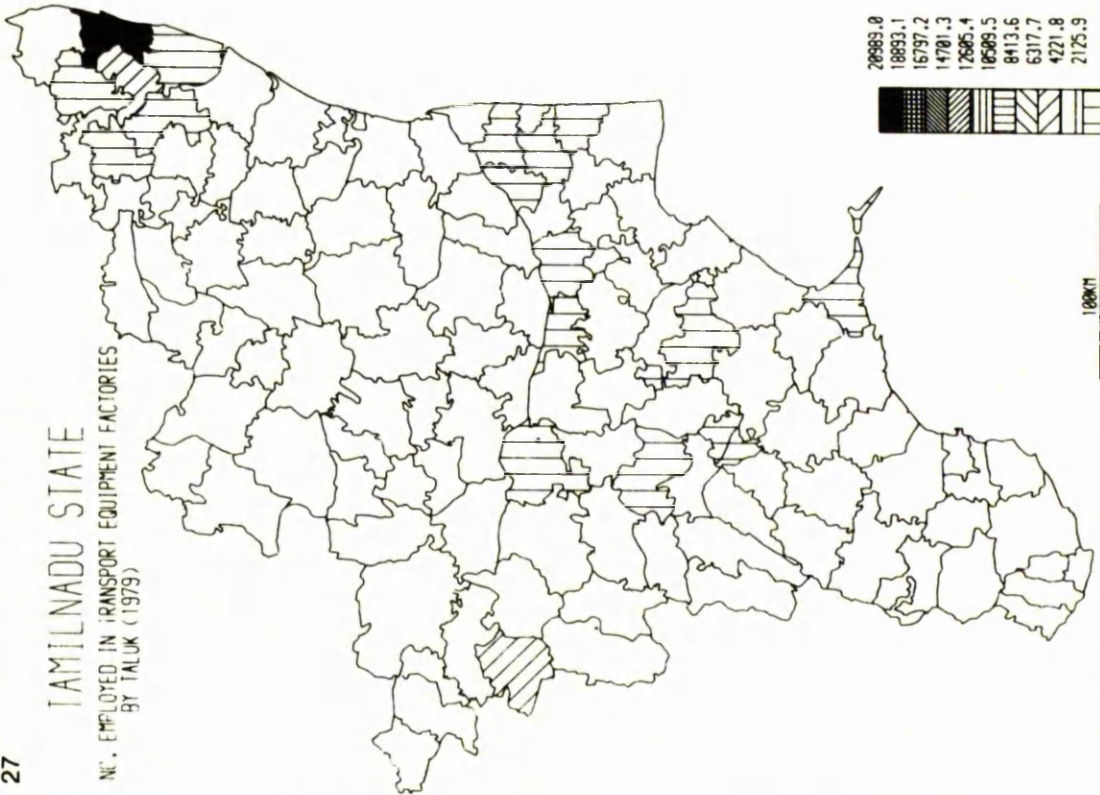 27
TAMILNADU STATE
NO. EMPLOYED IN TRANSPORT EQUIPMENT FACTORIES
BY TALUK (1979)
20989.0
18893.1
16797.2
14701.3
12605.4
10509.5
8413.6
6317.7
4221.8
2125.9
100KM